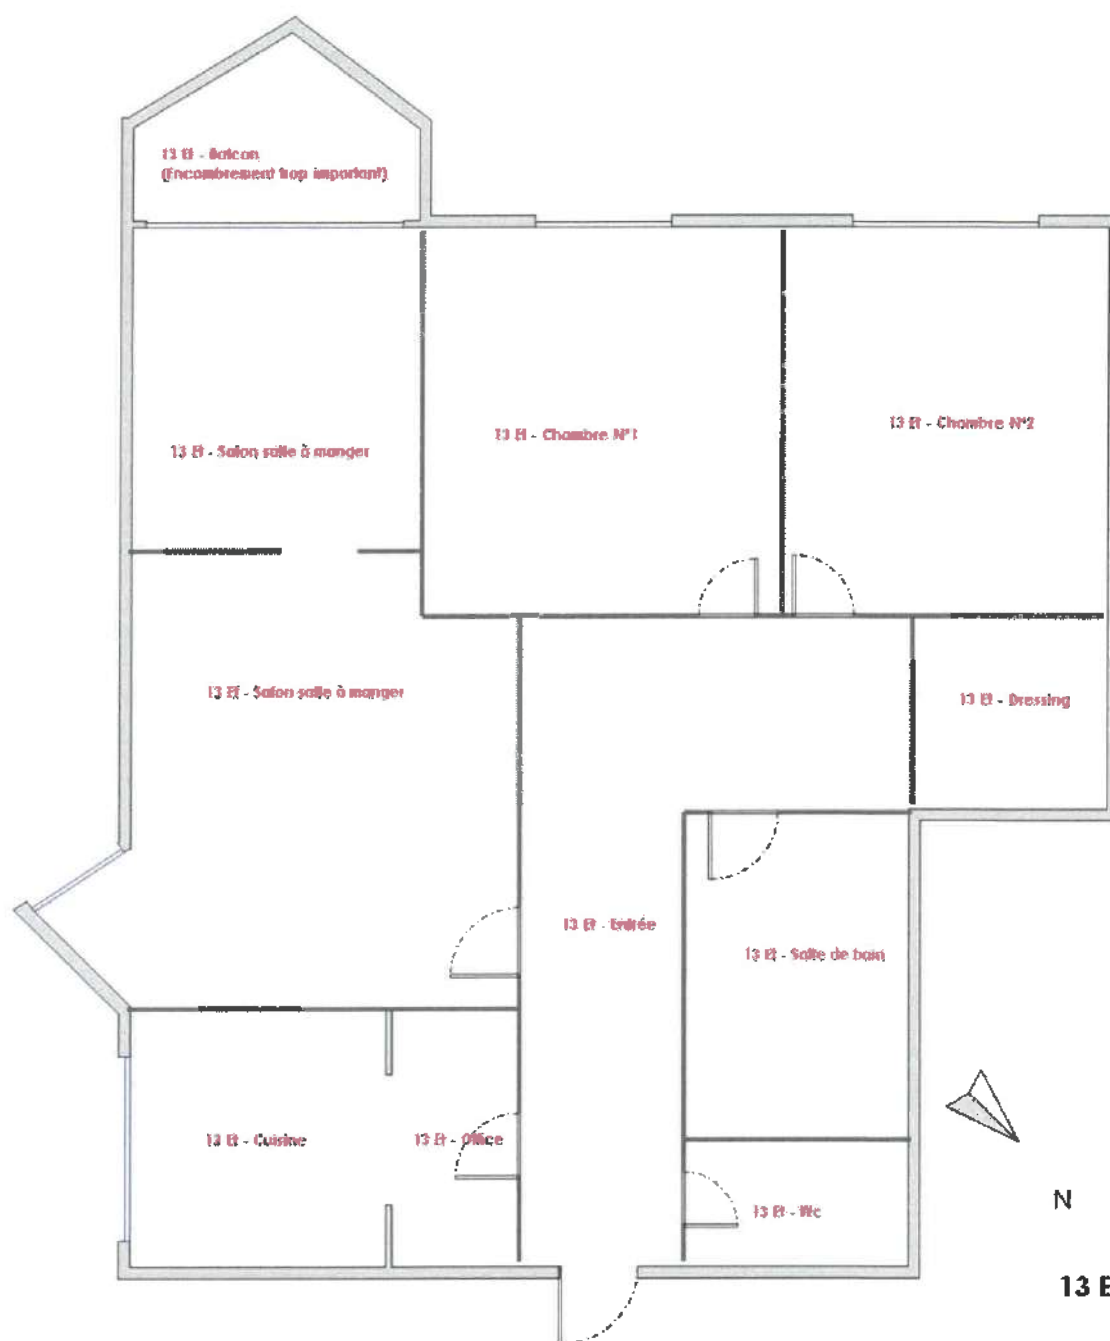 13 Et - Balcon
(Encombrement trop important)
13 Et - Salon salle à manger
13 Et - Chambre N°1
13 Et - Chambre N°2
13 Et - Salon salle à manger
13 Et - Dressing
13 Et - Entrée
13 Et - Salle de bain
13 Et - Cuisine
13 Et - Office
13 Et - Wc
N
13 E